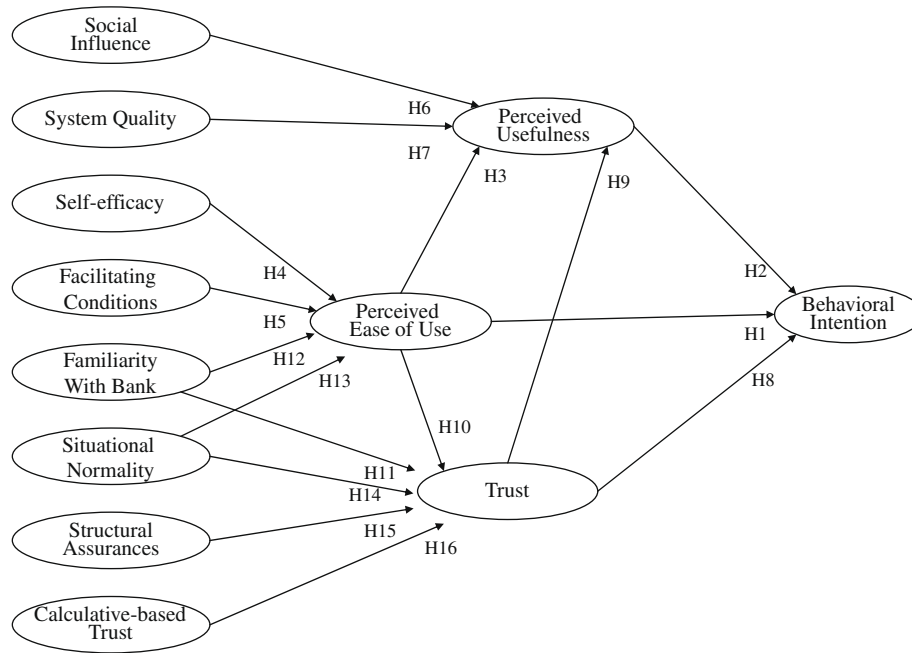 Social
Influence
System Quality
Self-efficacy
Facilitating
Conditions
Familiarity
With Bank
Situational
Normality
Structural
Assurances
Calculative-based
Trust
H6
H7
H3
H9
H4
H5
H12
H13
H10
H11
H14
H15
H16
Perceived
Usefulness
Perceived
Ease of Use
Trust
H2
H1
H8
Behavioral
Intention